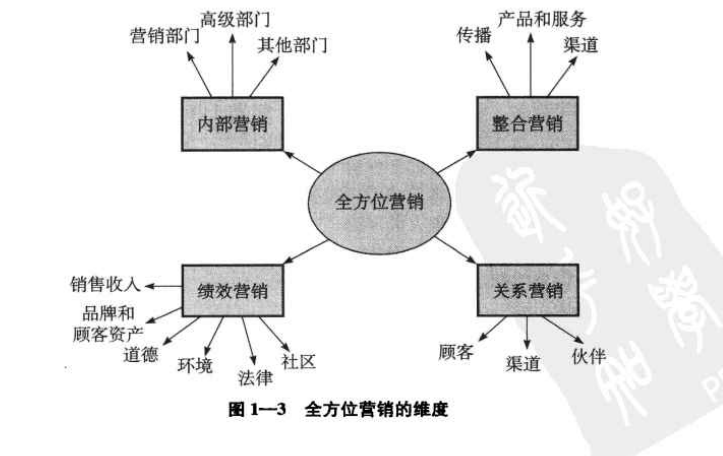 高级部门
营销部门
其他部门
产品和服务
传播
渠道
内部营销
整合营销
全方位营销
销售收入
绩效营销
关系营销
品牌和
顾客资产
道德
环境
法律
社区
顾客
渠道
伙伴
图 1—3 全方位营销的维度